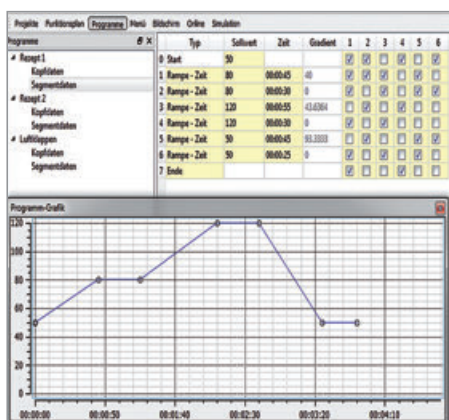 Projekte Funktionsplan Programme Menü Bildschirm Online Simulation
Programme
Typ Sollwert Zeit Gradient 1 2 3 4 5 6
Rezept 1
Kopfdaten
Segmentdaten
Rezept 2
Kopfdaten
Segmentdaten
Luftklappen
Kopfdaten
Segmentdaten
0 Start 50
1 Rampe - Zeit 80 00:00:45 40
2 Rampe - Zeit 80 00:00:30 0
3 Rampe - Zeit 120 00:00:55 43.6364
4 Rampe - Zeit 120 00:00:30 0
5 Rampe - Zeit 50 00:00:45 93.3333
6 Rampe - Zeit 50 00:00:25 0
7 Ende
Programm-Grafik
120
100
80
60
40
20
0
00:00:00 00:00:50 00:01:40 00:02:30 00:03:20 00:04:10